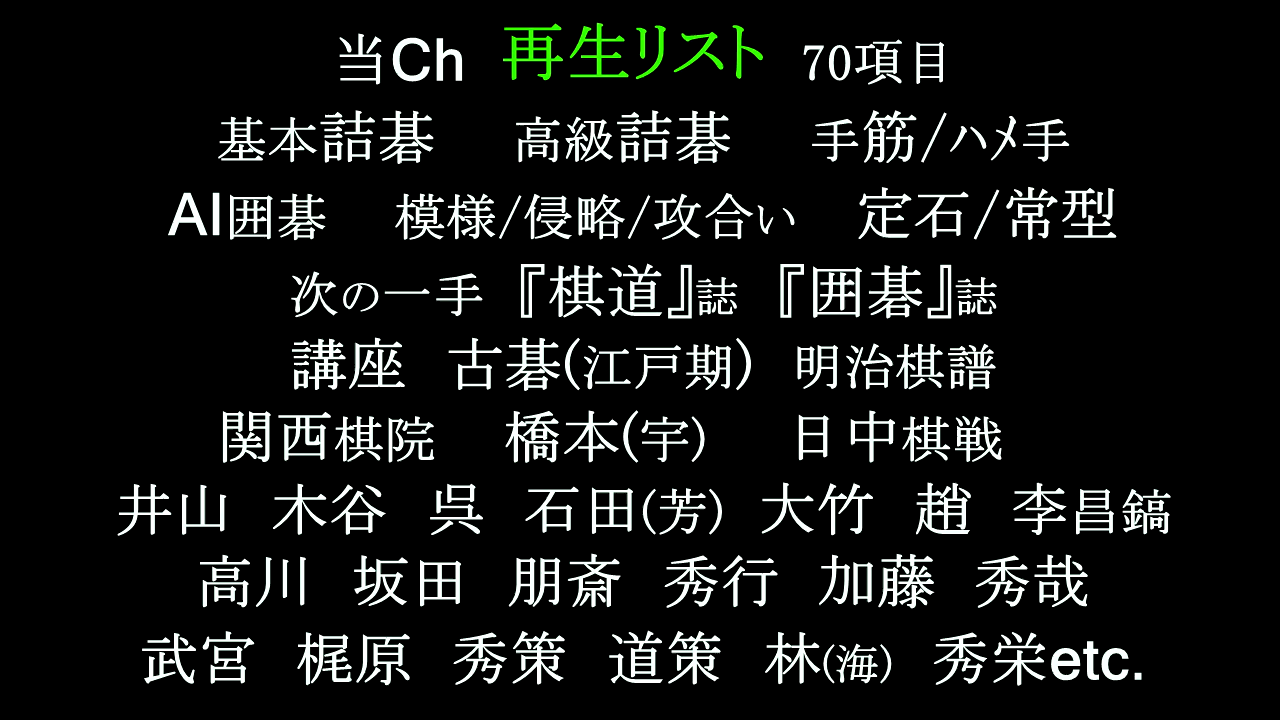 当Ch 再生リスト 70項目
基本詰碁 高級詰碁 手筋/ハメ手
AI囲碁 模様/侵略/攻合い 定石/常型
次の一手 『棋道』誌 『囲碁』誌
講座 古碁(江戸期) 明治棋譜
関西棋院 橋本(宇) 日中棋戦
井山 木谷 呉 石田(芳) 大竹 趙 李昌鎬
高川 坂田 朋斎 秀行 加藤 秀哉
武宮 梶原 秀策 道策 林(海) 秀栄etc.